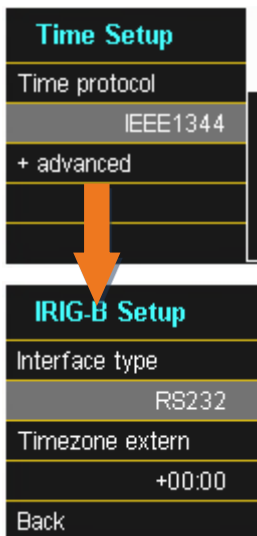 Time Setup
Time protocol
IEEE1344
+ advanced
IRIG-B Setup
Interface type
RS232
Timezone extern
+00:00
Back